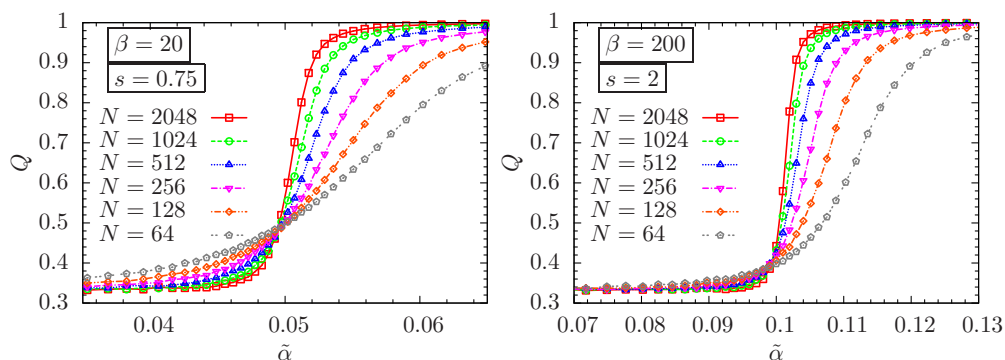 β = 20
s = 0.75
N = 2048
N = 1024
N = 512
N = 256
N = 128
N = 64
Q
1
0.9
0.8
0.7
0.6
0.5
0.4
0.3
0.04
0.05
0.06
α̃
β = 200
s = 2
N = 2048
N = 1024
N = 512
N = 256
N = 128
N = 64
Q
1
0.9
0.8
0.7
0.6
0.5
0.4
0.3
0.07
0.08
0.09
0.1
0.11
0.12
0.13
α̃